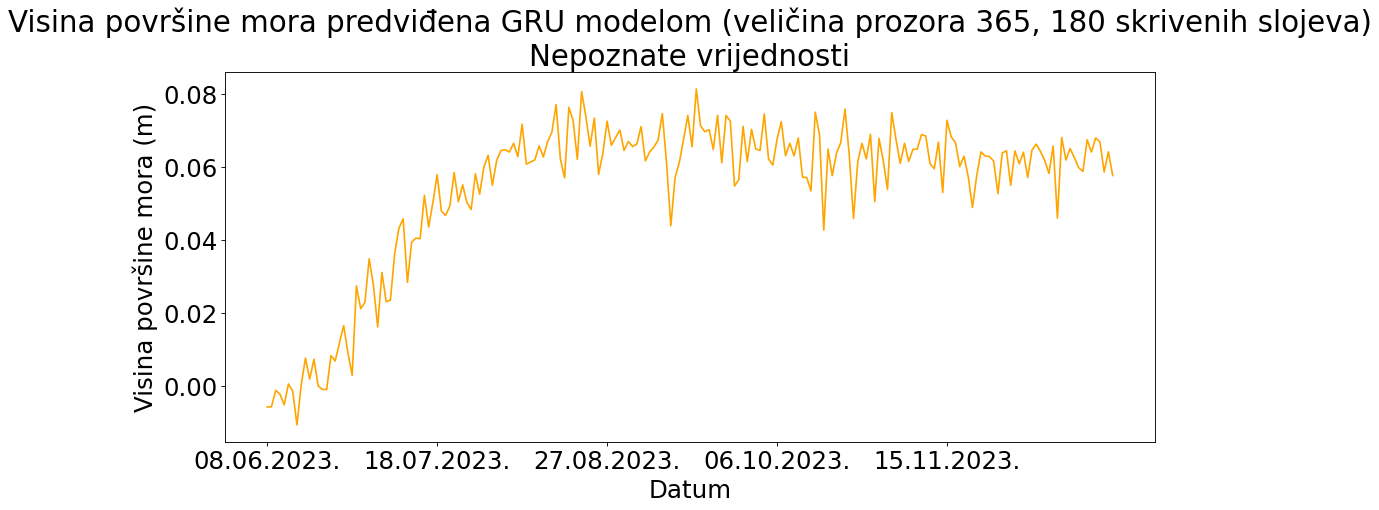 Visina površine mora predviđena GRU modelom (veličina prozora 365, 180 skrivenih slojeva)
Nepoznate vrijednosti
Visina površine mora (m)
0.08
0.06
0.04
0.02
0.00
08.06.2023. 18.07.2023. 27.08.2023. 06.10.2023. 15.11.2023.
Datum